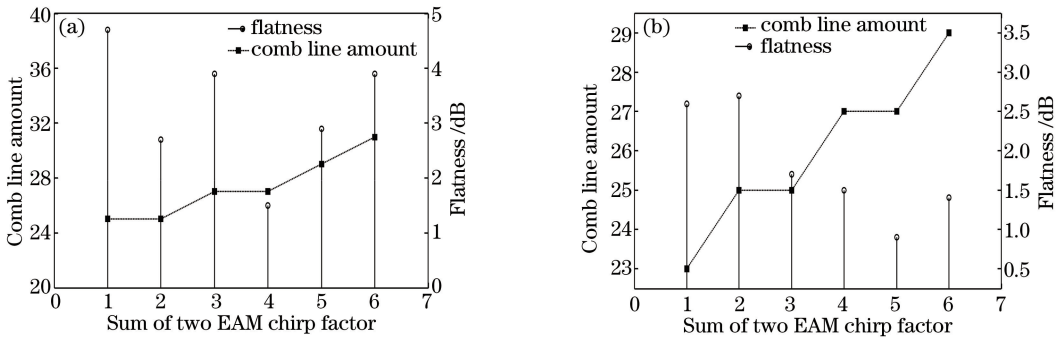 (a)
flatness
comb line amount
40
36
32
28
24
20
Comb line amount
5
4
3
2
1
0
Flatness /dB
0 1 2 3 4 5 6 7
Sum of two EAM chirp factor
(b)
comb line amount
flatness
29
28
27
26
25
24
23
Comb line amount
3.5
3.0
2.5
2.0
1.5
1.0
0.5
Flatness /dB
0 1 2 3 4 5 6 7
Sum of two EAM chirp factor